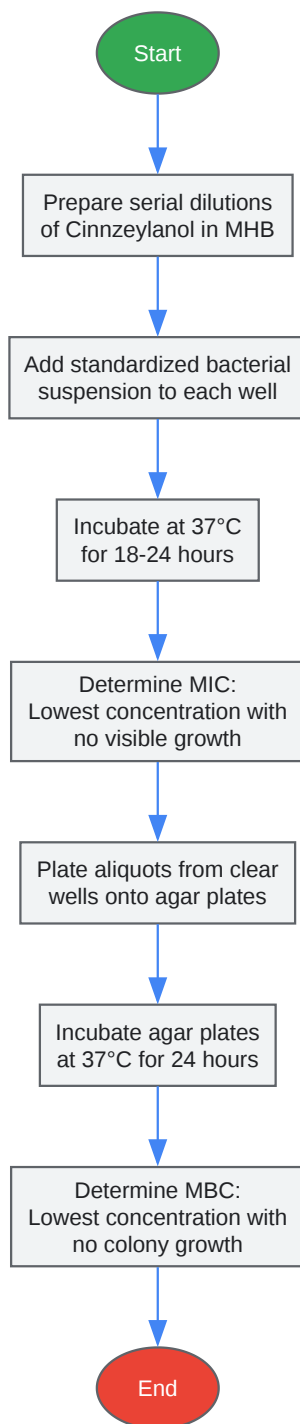 Start
Prepare serial dilutions
of Cinnzeylanol in MHB
Add standardized bacterial
suspension to each well
Incubate at 37°C
for 18-24 hours
Determine MIC:
Lowest concentration with
no visible growth
Plate aliquots from clear
wells onto agar plates
Incubate agar plates
at 37°C for 24 hours
Determine MBC:
Lowest concentration with
no colony growth
End